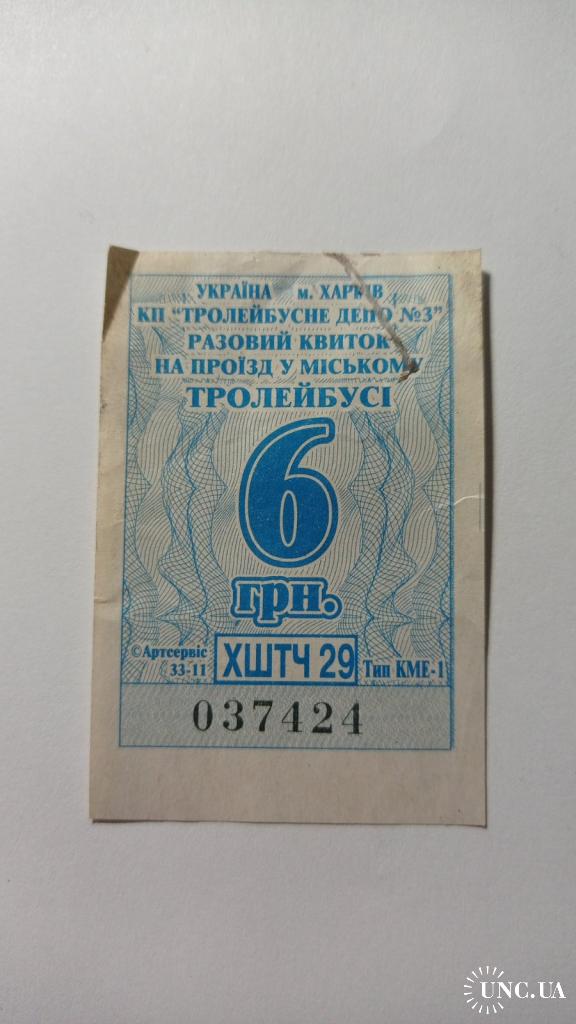 УКРАЇНА м. ХАРКІВ
КП "ТРОЛЕЙБУСНЕ ДЕПО №3"
РАЗОВИЙ КВИТОК
НА ПРОЇЗД У МІСЬКОМУ
ТРОЛЕЙБУСІ
6
грн.
©Артсервіс
33-11
ХШТЧ 29
Тип КМЕ-1
037424
UNC.UA